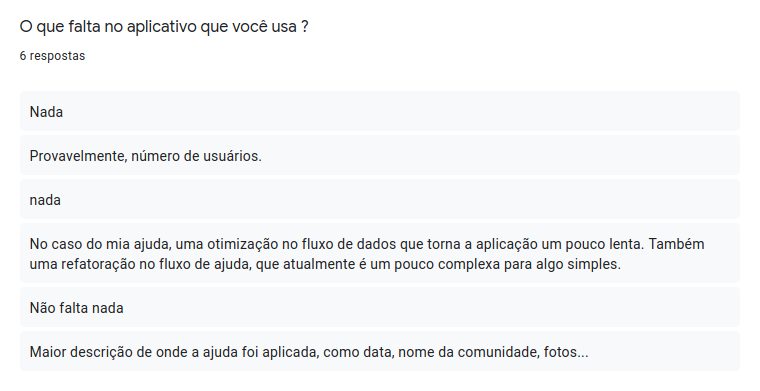 O que falta no aplicativo que você usa ?
6 respostas
Nada
Provavelmente, número de usuários.
nada
No caso do mia ajuda, uma otimização no fluxo de dados que torna a aplicação um pouco lenta. Também
uma refatoração no fluxo de ajuda, que atualmente é um pouco complexa para algo simples.
Não falta nada
Maior descrição de onde a ajuda foi aplicada, como data, nome da comunidade, fotos...